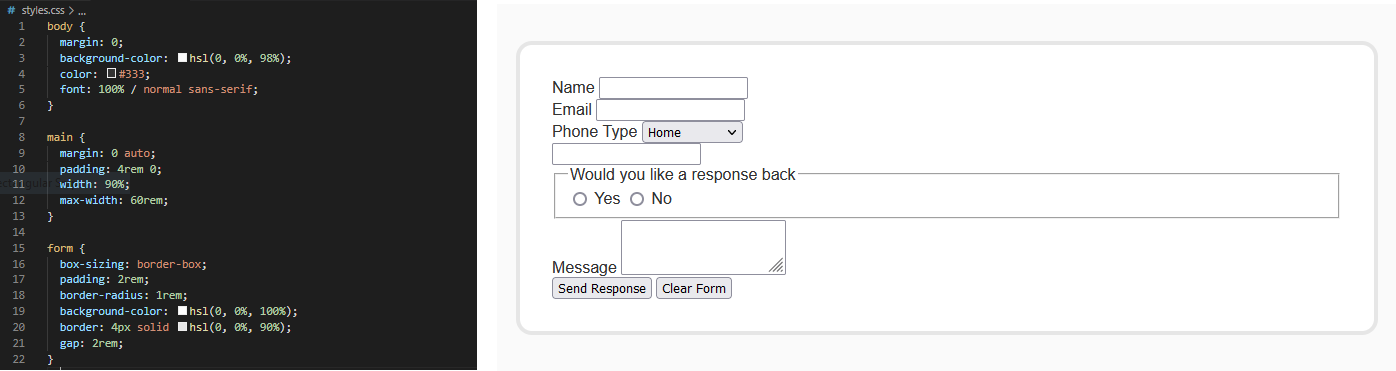 # styles.css > ...
1 body {
2 margin: 0;
3 background-color: hsl(0, 0%, 98%);
4 color: #333;
5 font: 100% / normal sans-serif;
6 }
7
8 main {
9 margin: 0 auto;
10 padding: 4rem 0;
11 width: 90%;
12 max-width: 60rem;
13 }
14
15 form {
16 box-sizing: border-box;
17 padding: 2rem;
18 border-radius: 1rem;
19 background-color: hsl(0, 0%, 100%);
20 border: 4px solid hsl(0, 0%, 90%);
21 gap: 2rem;
22 }
Name
Email
Phone Type Home
Would you like a response back
Yes No
Message
Send Response Clear Form